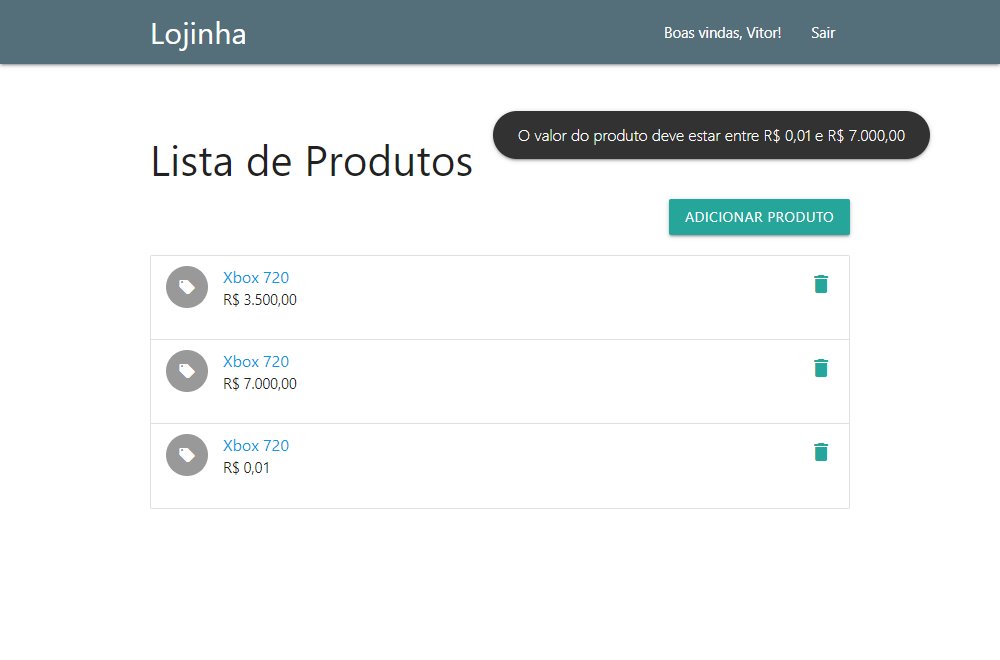 Lojinha
Boas vindas, Vitor!
Sair
O valor do produto deve estar entre R$ 0,01 e R$ 7.000,00
Lista de Produtos
ADICIONAR PRODUTO
Xbox 720
R$ 3.500,00
Xbox 720
R$ 7.000,00
Xbox 720
R$ 0,01